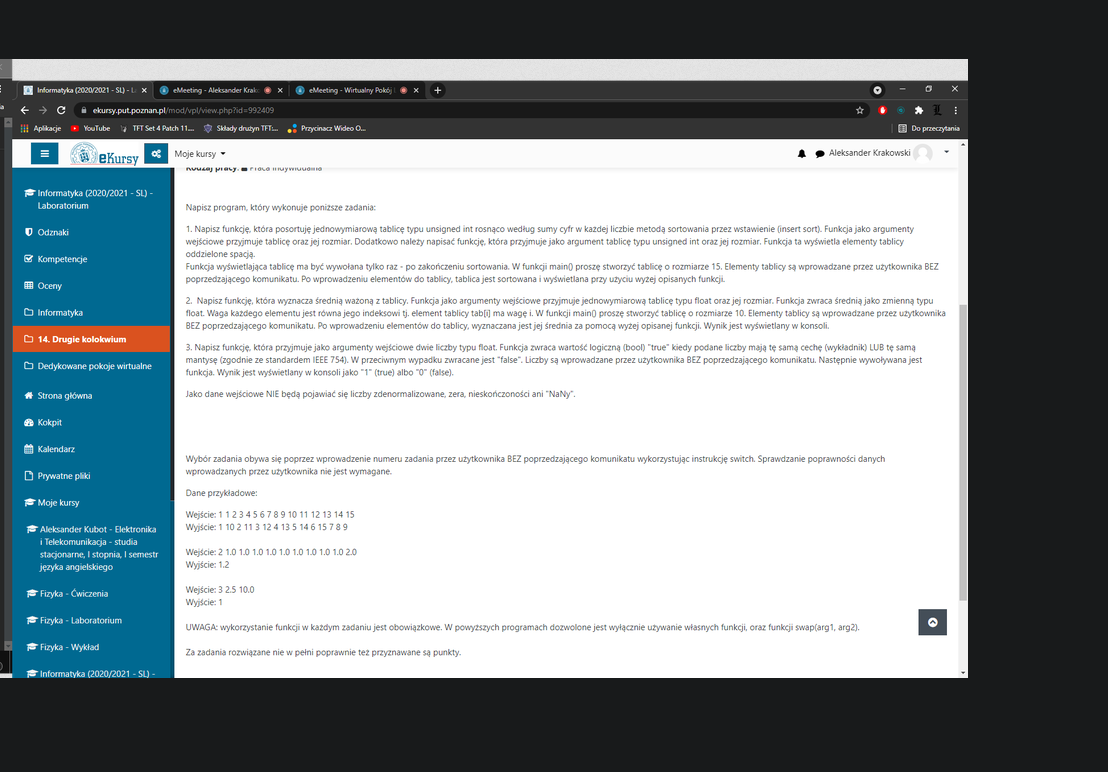 Informatyka (2020/2021 - SL) - L
eMeeting - Aleksander Krako
eMeeting - Wirtualny Pokój
ekursy.put.poznan.pl/mod/vpl/view.php?id=992409
Aplikacje
YouTube
TFT Set 4 Patch 11....
Składy drużyn TFT:...
Przycinacz Wideo O...
Do przeczytania
eKursy
Moje kursy
Aleksander Krakowski
Informatyka (2020/2021 - SL) -
Laboratorium
Odznaki
Kompetencje
Oceny
Informatyka
14. Drugie kolokwium
Dedykowane pokoje wirtualne
Strona główna
Kokpit
Kalendarz
Prywatne pliki
Moje kursy
Aleksander Kubot - Elektronika
i Telekomunikacja - studia
stacjonarne, I stopnia, I semestr
języka angielskiego
Fizyka - Ćwiczenia
Fizyka - Laboratorium
Fizyka - Wykład
Informatyka (2020/2021 - SL) -
Rodzaj pracy: Praca indywidualna
Napisz program, który wykonuje poniższe zadania:
1. Napisz funkcję, która posortuję jednowymiarową tablicę typu unsigned int rosnąco według sumy cyfr w każdej liczbie metodą sortowania przez wstawienie (insert sort). Funkcja jako argumenty
wejściowe przyjmuje tablicę oraz jej rozmiar. Dodatkowo należy napisać funkcję, która przyjmuje jako argument tablicę typu unsigned int oraz jej rozmiar. Funkcja ta wyświetla elementy tablicy
oddzielone spacją.
Funkcja wyświetlająca tablicę ma być wywołana tylko raz - po zakończeniu sortowania. W funkcji main() proszę stworzyć tablicę o rozmiarze 15. Elementy tablicy są wprowadzane przez użytkownika BEZ
poprzedzającego komunikatu. Po wprowadzeniu elementów do tablicy, tablica jest sortowana i wyświetlana przy użyciu wyżej opisanych funkcji.
2. Napisz funkcję, która wyznacza średnią ważoną z tablicy. Funkcja jako argumenty wejściowe przyjmuje jednowymiarową tablicę typu float oraz jej rozmiar. Funkcja zwraca średnią jako zmienną typu
float. Waga każdego elementu jest równa jego indeksowi tj. element tablicy tab[i] ma wagę i. W funkcji main() proszę stworzyć tablicę o rozmiarze 10. Elementy tablicy są wprowadzane przez użytkownika
BEZ poprzedzającego komunikatu. Po wprowadzeniu elementów do tablicy, wyznaczana jest jej średnia za pomocą wyżej opisanej funkcji. Wynik jest wyświetlany w konsoli.
3. Napisz funkcję, która przyjmuje jako argumenty wejściowe dwie liczby typu float. Funkcja zwraca wartość logiczną (bool) "true" kiedy podane liczby mają tę samą cechę (wykładnik) LUB tę samą
mantysę (zgodnie ze standardem IEEE 754). W przeciwnym wypadku zwracane jest "false". Liczby są wprowadzane przez użytkownika BEZ poprzedzającego komunikatu. Następnie wywoływana jest
funkcja. Wynik jest wyświetlany w konsoli jako "1" (true) albo "0" (false).
Jako dane wejściowe NIE będą pojawiać się liczby zdenormalizowane, zera, nieskończoności ani "NaNy".
Wybór zadania obywa się poprzez wprowadzenie numeru zadania przez użytkownika BEZ poprzedzającego komunikatu wykorzystując instrukcję switch. Sprawdzanie poprawności danych
wprowadzanych przez użytkownika nie jest wymagane.
Dane przykładowe:
Wejście: 1 1 2 3 4 5 6 7 8 9 10 11 12 13 14 15
Wyjście: 1 10 2 11 3 12 4 13 5 14 6 15 7 8 9
Wejście: 2 1.0 1.0 1.0 1.0 1.0 1.0 1.0 1.0 1.0 2.0
Wyjście: 1.2
Wejście: 3 2.5 10.0
Wyjście: 1
UWAGA: wykorzystanie funkcji w każdym zadaniu jest obowiązkowe. W powyższych programach dozwolone jest wyłącznie używanie własnych funkcji, oraz funkcji swap(arg1, arg2).
Za zadania rozwiązane nie w pełni poprawnie też przyznawane są punkty.